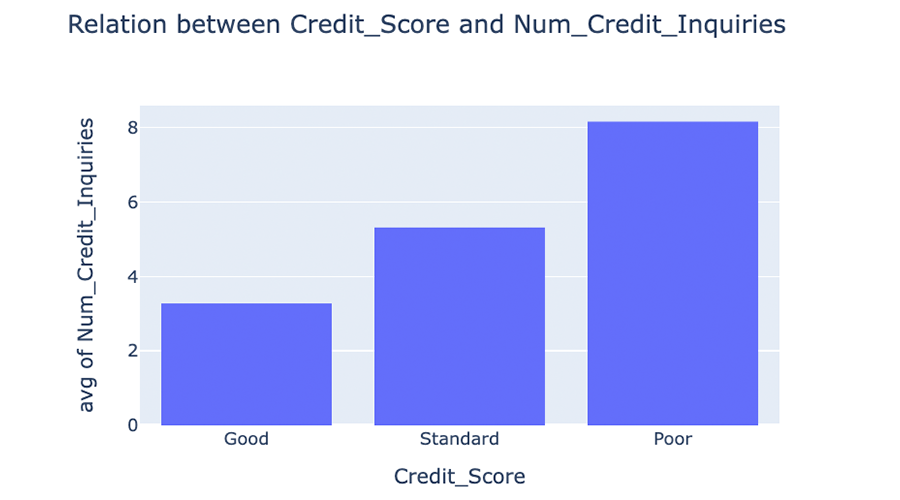 Relation between Credit_Score and Num_Credit_Inquiries
avg of Num_Credit_Inquiries
8
6
4
2
0
Good Standard Poor
Credit_Score